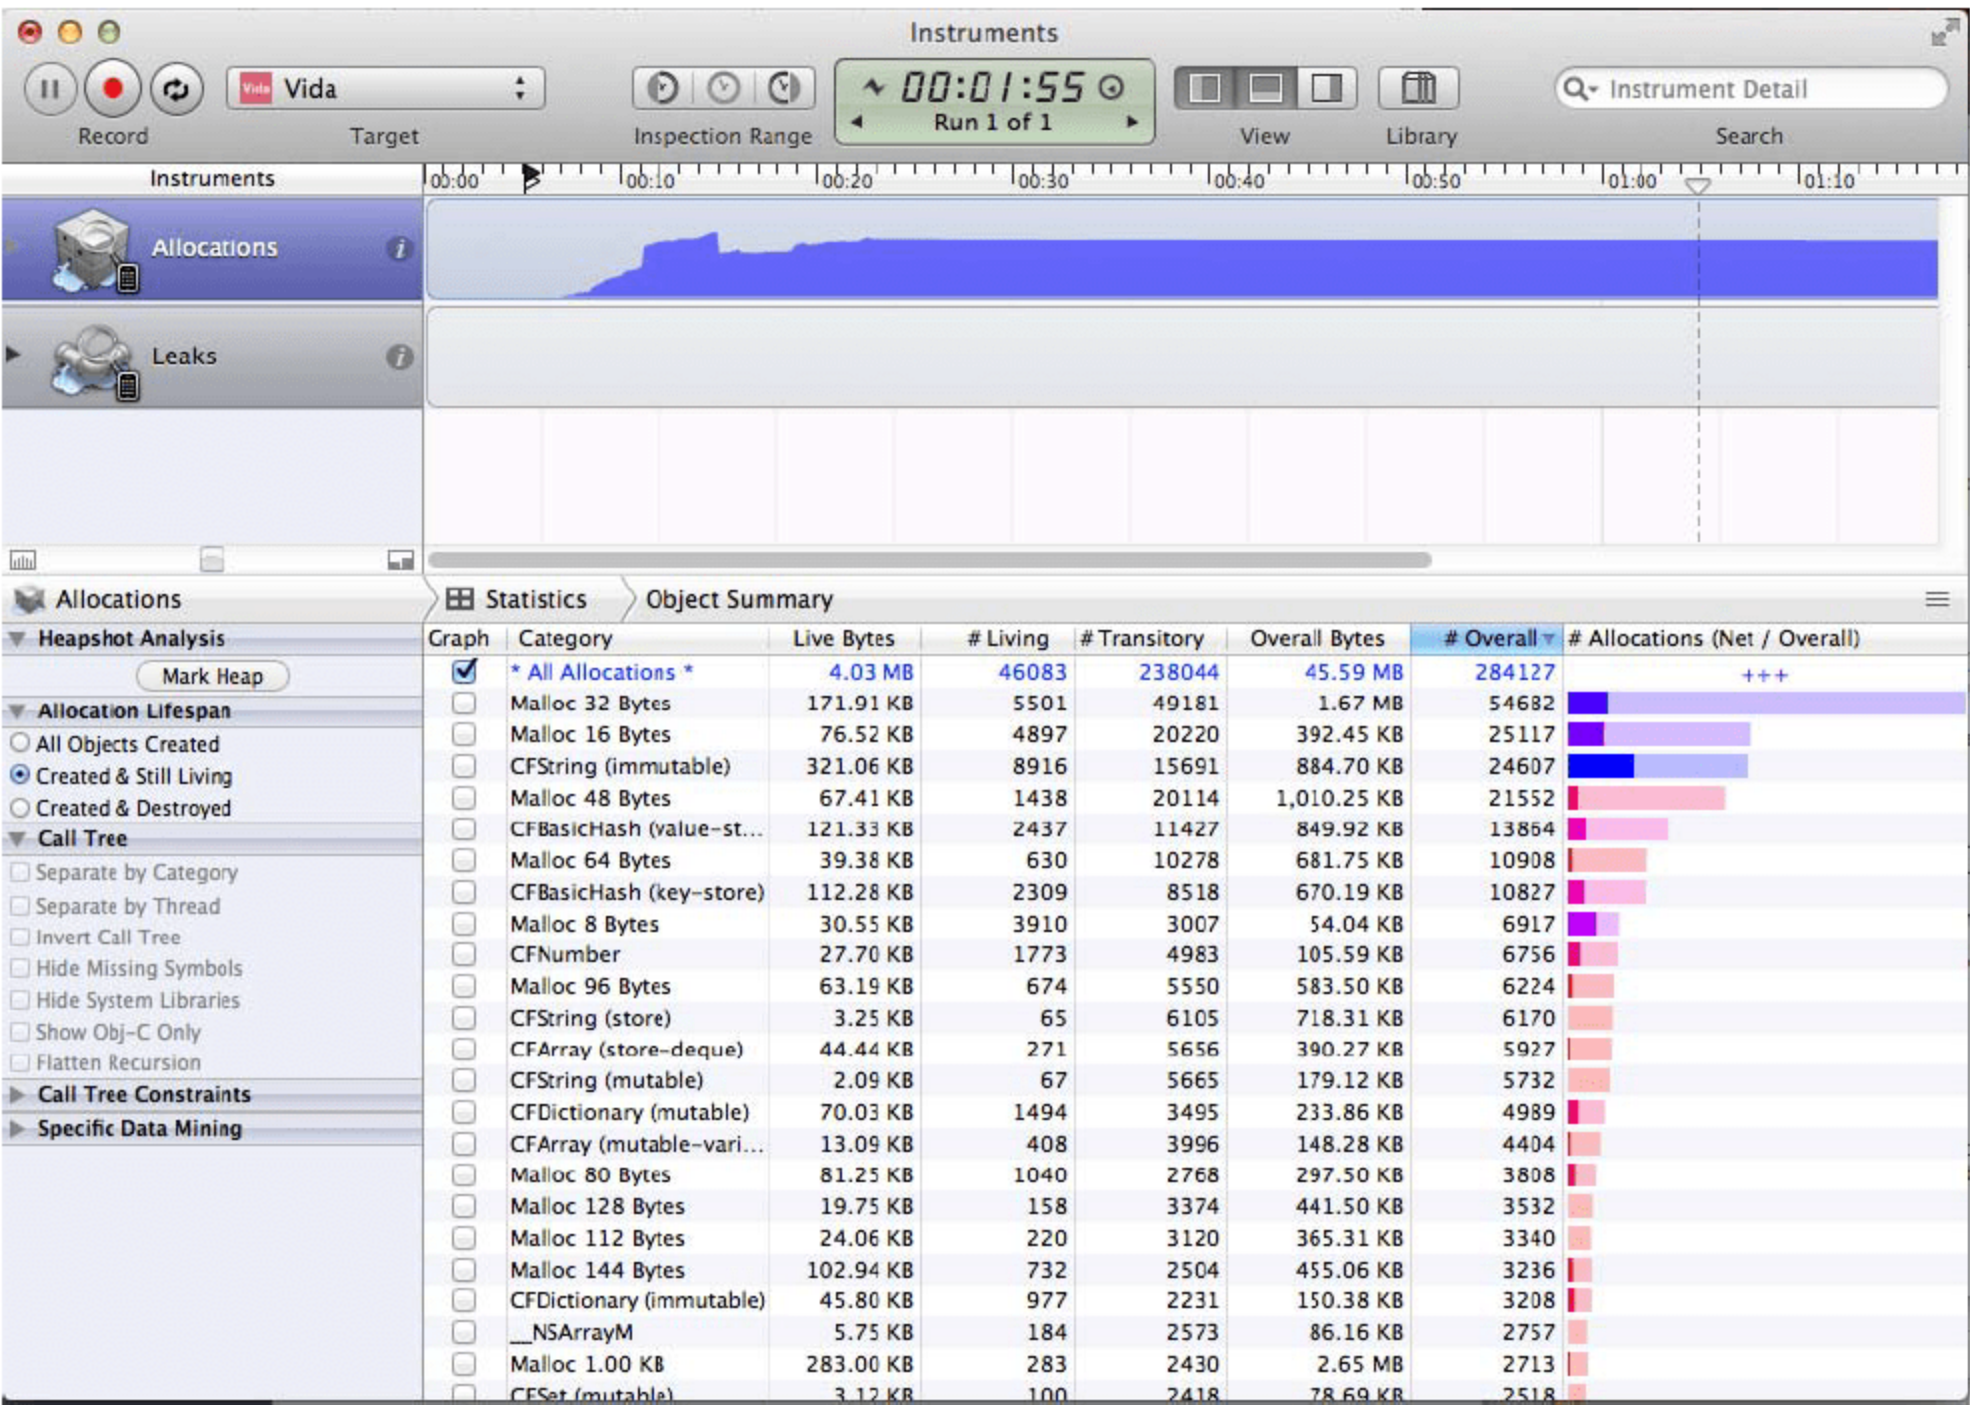 Instruments
Vida Vida
00:01:55
Run 1 of 1
Instrument Detail
Record Target Inspection Range View Library Search
Instruments 00:00 00:10 00:20 00:30 00:40 00:50 01:00 01:10
Allocations
Leaks
Allocations Statistics Object Summary
Heapshot Analysis
Mark Heap
Allocation Lifespan
All Objects Created
Created & Still Living
Created & Destroyed
Call Tree
Separate by Category
Separate by Thread
Invert Call Tree
Hide Missing Symbols
Hide System Libraries
Show Obj-C Only
Flatten Recursion
Call Tree Constraints
Specific Data Mining
Graph Category Live Bytes # Living # Transitory Overall Bytes # Overall # Allocations (Net / Overall)
* All Allocations * 4.03 MB 46083 238044 45.59 MB 284127 +++
Malloc 32 Bytes 171.91 KB 5501 49181 1.67 MB 54682
Malloc 16 Bytes 76.52 KB 4897 20220 392.45 KB 25117
CFString (immutable) 321.06 KB 8916 15691 884.70 KB 24607
Malloc 48 Bytes 67.41 KB 1438 20114 1,010.25 KB 21552
CFBasicHash (value-st... 121.33 KB 2437 11427 849.92 KB 13864
Malloc 64 Bytes 39.38 KB 630 10278 681.75 KB 10908
CFBasicHash (key-store) 112.28 KB 2309 8518 670.19 KB 10827
Malloc 8 Bytes 30.55 KB 3910 3007 54.04 KB 6917
CFNumber 27.70 KB 1773 4983 105.59 KB 6756
Malloc 96 Bytes 63.19 KB 674 5550 583.50 KB 6224
CFString (store) 3.25 KB 65 6105 718.31 KB 6170
CFArray (store-deque) 44.44 KB 271 5656 390.27 KB 5927
CFString (mutable) 2.09 KB 67 5665 179.12 KB 5732
CFDictionary (mutable) 70.03 KB 1494 3495 233.86 KB 4989
CFArray (mutable-vari... 13.09 KB 408 3996 148.28 KB 4404
Malloc 80 Bytes 81.25 KB 1040 2768 297.50 KB 3808
Malloc 128 Bytes 19.75 KB 158 3374 441.50 KB 3532
Malloc 112 Bytes 24.06 KB 220 3120 365.31 KB 3340
Malloc 144 Bytes 102.94 KB 732 2504 455.06 KB 3236
CFDictionary (immutable) 45.80 KB 977 2231 150.38 KB 3208
__NSArrayM 5.75 KB 184 2573 86.16 KB 2757
Malloc 1.00 KB 283.00 KB 283 2430 2.65 MB 2713
CFSet (mutable) 3.12 KB 100 2418 78.69 KB 2518